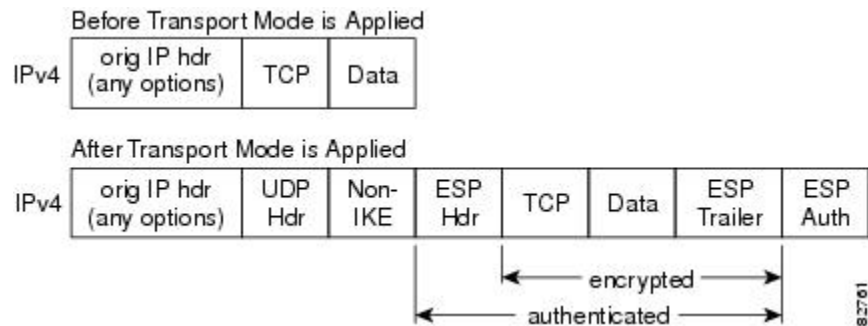 Before Transport Mode is Applied
IPv4
orig IP hdr
(any options)
TCP
Data
After Transport Mode is Applied
IPv4
orig IP hdr
(any options)
UDP
Hdr
Non-
IKE
ESP
Hdr
TCP
Data
ESP
Trailer
ESP
Auth
encrypted
authenticated
82761